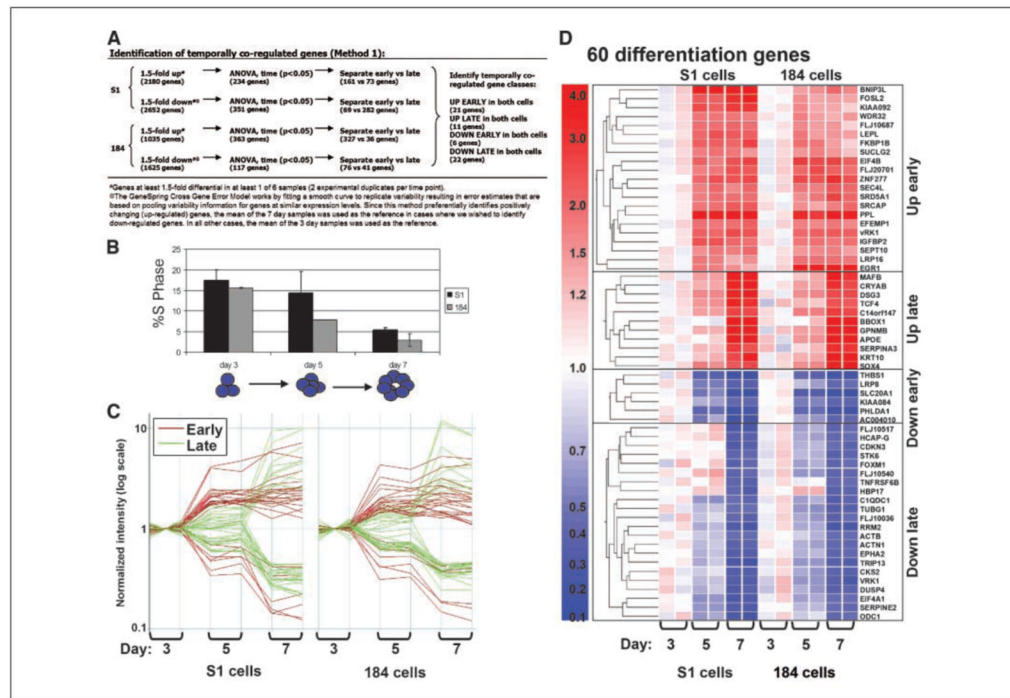 A
Identification of temporally co-regulated genes (Method 1):
S1
1.5-fold up#
(2180 genes)
ANOVA, time (p<0.05)
(234 genes)
Separate early vs late
(161 vs 73 genes)
1.5-fold down#@
(2652 genes)
ANOVA, time (p<0.05)
(351 genes)
Separate early vs late
(69 vs 282 genes)
184
1.5-fold up#
(1035 genes)
ANOVA, time (p<0.05)
(363 genes)
Separate early vs late
(327 vs 36 genes)
1.5-fold down#@
(1625 genes)
ANOVA, time (p<0.05)
(117 genes)
Separate early vs late
(76 vs 41 genes)
Identify temporally co-
regulated gene classes:
UP EARLY in both cells
(21 genes)
UP LATE in both cells
(11 genes)
DOWN EARLY in both cells
(6 genes)
DOWN LATE in both cells
(22 genes)
#Genes at least 1.5-fold differential in at least 1 of 6 samples (2 experimental duplicates per time point).
@The GeneSpring Cross Gene Error Model works by fitting a smooth curve to replicate variability resulting in error estimates that are
based on pooling variability information for genes at similar expression levels. Since this method preferentially identifies positively
changing (up-regulated) genes, the mean of the 7 day samples was used as the reference in cases where we wished to identify
down-regulated genes. In all other cases, the mean of the 3 day samples was used as the reference.
B
%S Phase
25
20
15
10
5
0
S1
184
day 3
day 5
day 7
C
Early
Late
Normalized intensity (log scale)
10
1
0.1
Day:
3
5
7
3
5
7
S1 cells
184 cells
D
60 differentiation genes
S1 cells
184 cells
4.0
3.0
2.0
1.5
1.2
1.0
0.7
0.5
0.4
0.3
0.2
0.1
BNIP3L
FOSL2
KIAA092
WDR32
FLJ10687
LEPL
FKBP1B
SUCLG2
EIF4B
FLJ20701
ZNF277
SEC4L
SRD5A1
SRCAP
PPL
EFEMP1
vRK1
IGFBP2
SEPT10
LRP16
EGR1
Up early
MAFB
CRYAB
DSG3
TCF4
C14orf147
BBOX1
GPNMB
APOE
SERPINA3
KRT10
SOX4
Up late
THBS1
LRP8
SLC20A1
KIAA084
PHLDA1
AC004010
Down early
FLJ10517
HCAP-G
CDKN3
STK6
FOXM1
FLJ10540
TNFRSF6B
HBP17
C1QDC1
TUBG1
FLJ10036
RRM2
ACTB
ACTN1
EPHA2
TRIP13
CKS2
VRK1
DUSP4
EIF4A1
SERPINE2
ODC1
Down late
Day:
3
5
7
3
5
7
S1 cells
184 cells